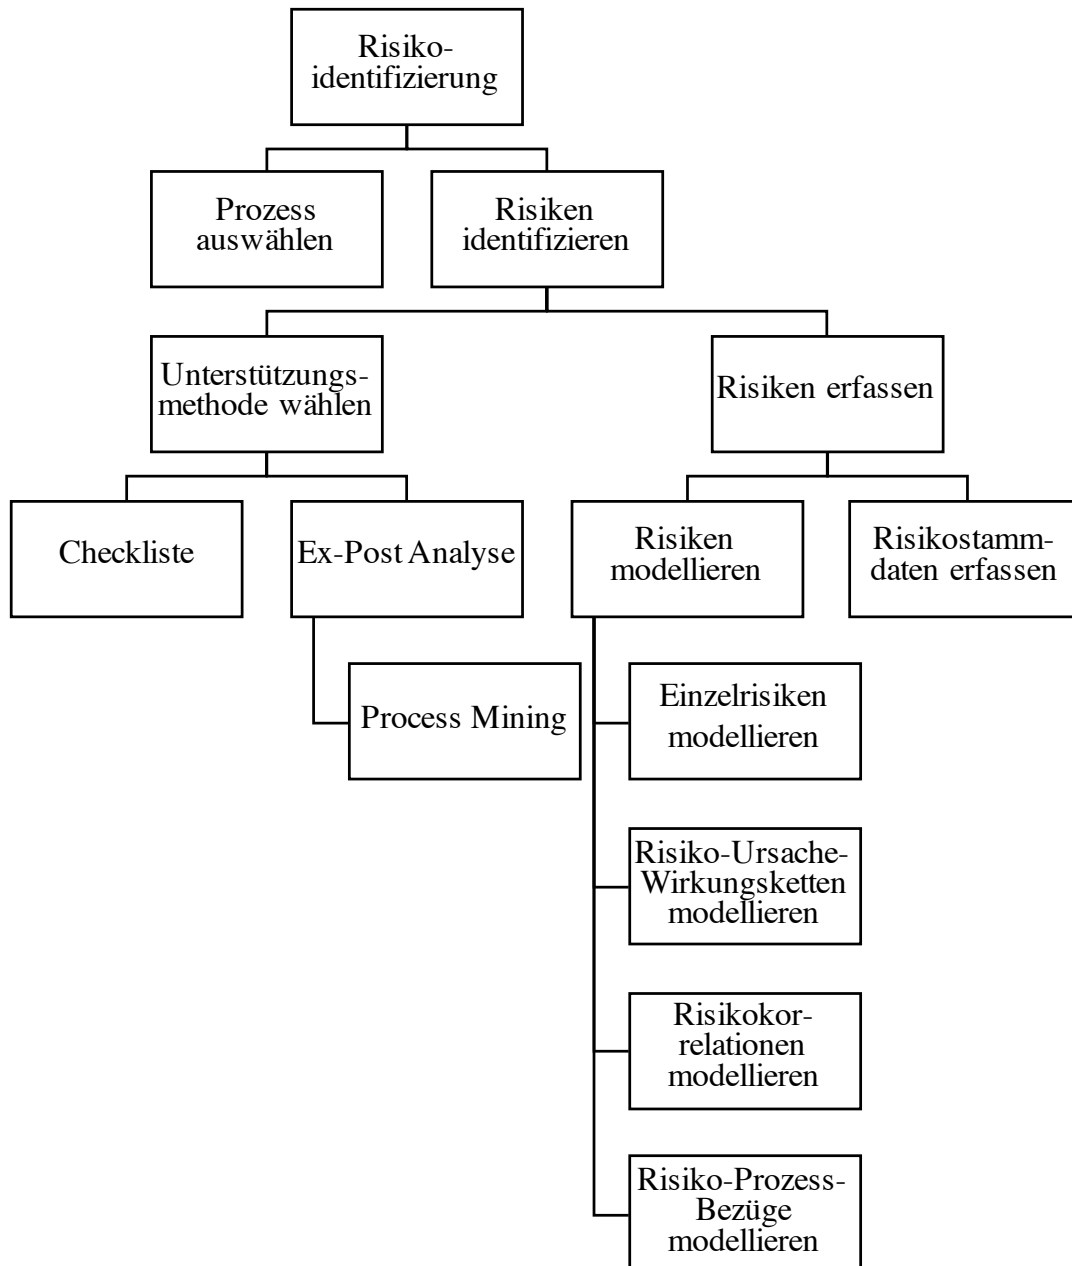 Risiko-
identifizierung
Prozess
auswählen
Risiken
identifizieren
Unterstützungs-
methode wählen
Risiken erfassen
Checkliste
Ex-Post Analyse
Risiken
modellieren
Risikostamm-
daten erfassen
Process Mining
Einzelrisiken
modellieren
Risiko-Ursache-
Wirkungsketten
modellieren
Risikokor-
relationen
modellieren
Risiko-Prozess-
Bezüge
modellieren